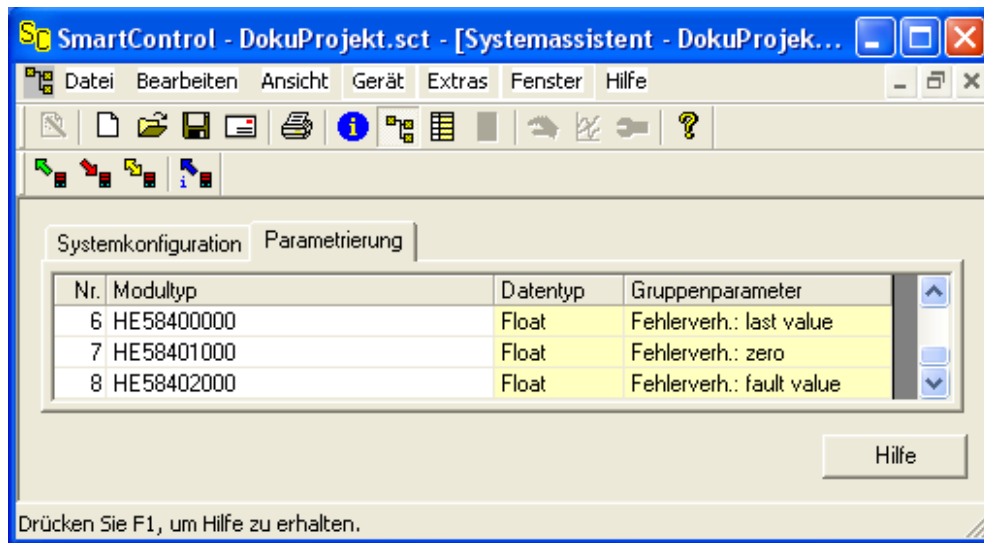 SmartControl - DokuProjekt.sct - [Systemassistent - DokuProjek...
Datei Bearbeiten Ansicht Gerät Extras Fenster Hilfe
Systemkonfiguration Parametrierung
Nr. Modultyp Datentyp Gruppenparameter
6 HE58400000 Float Fehlerverh.: last value
7 HE58401000 Float Fehlerverh.: zero
8 HE58402000 Float Fehlerverh.: fault value
Hilfe
Drücken Sie F1, um Hilfe zu erhalten.